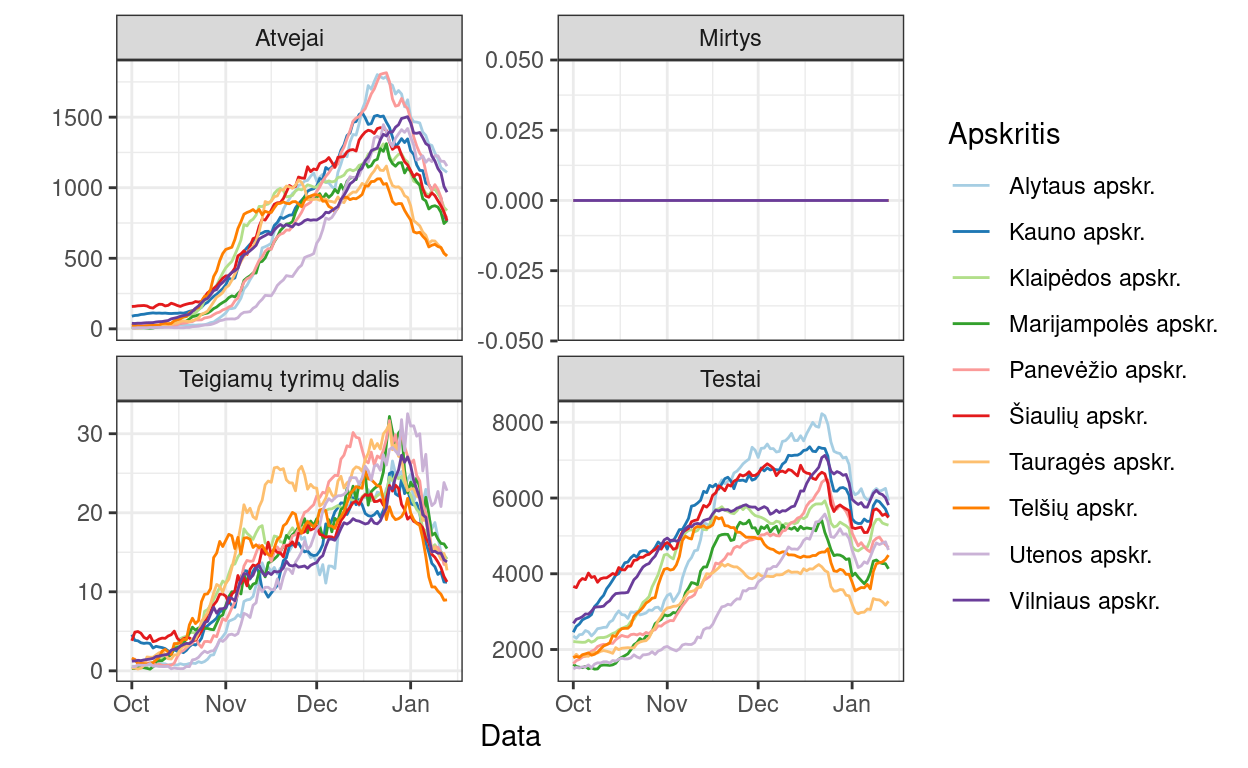 Atvejai
Mirtys
1500
1000
500
0
0.050
0.025
0.000
-0.025
-0.050
Teigiamų tyrimų dalis
Testai
30
20
10
0
8000
6000
4000
2000
Oct Nov Dec Jan
Oct Nov Dec Jan
Data
Apskritis
Alytaus apskr.
Kauno apskr.
Klaipėdos apskr.
Marijampolės apskr.
Panevėžio apskr.
Šiaulių apskr.
Tauragės apskr.
Telšių apskr.
Utenos apskr.
Vilniaus apskr.